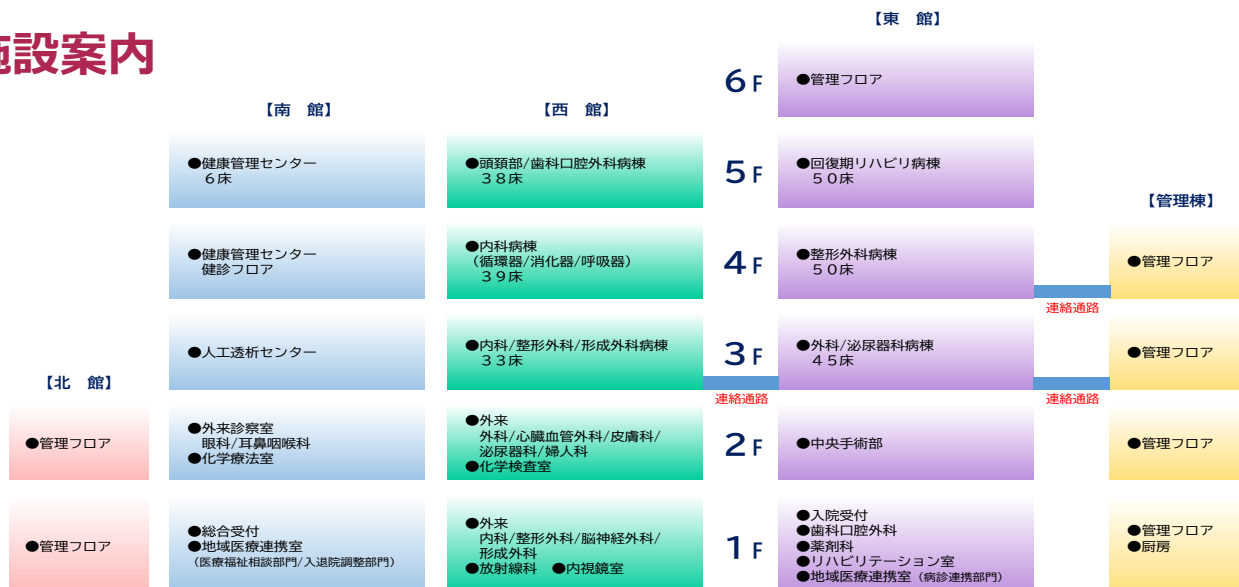 施設案内
【東 館】
6F
●管理フロア
【南 館】
【西 館】
●健康管理センター
6床
●頭頸部/歯科口腔外科病棟
38床
5F
●回復期リハビリ病棟
50床
【管理棟】
●健康管理センター
健診フロア
●内科病棟
(循環器/消化器/呼吸器)
39床
4F
●整形外科病棟
50床
●管理フロア
連絡通路
●人工透析センター
●内科/整形外科/形成外科病棟
33床
3F
●外科/泌尿器科病棟
45床
●管理フロア
【北 館】
連絡通路
連絡通路
●管理フロア
●外来診察室
眼科/耳鼻咽喉科
●化学療法室
●外来
外科/心臓血管外科/皮膚科/
泌尿器科/婦人科
●化学検査室
2F
●中央手術部
●管理フロア
●管理フロア
●総合受付
●地域医療連携室
(医療福祉相談部門/入退院調整部門)
●外来
内科/整形外科/脳神経外科/
形成外科
●放射線科 ●内視鏡室
1F
●入院受付
●歯科口腔外科
●薬剤科
●リハビリテーション室
●地域医療連携室(病診連携部門)
●管理フロア
●厨房